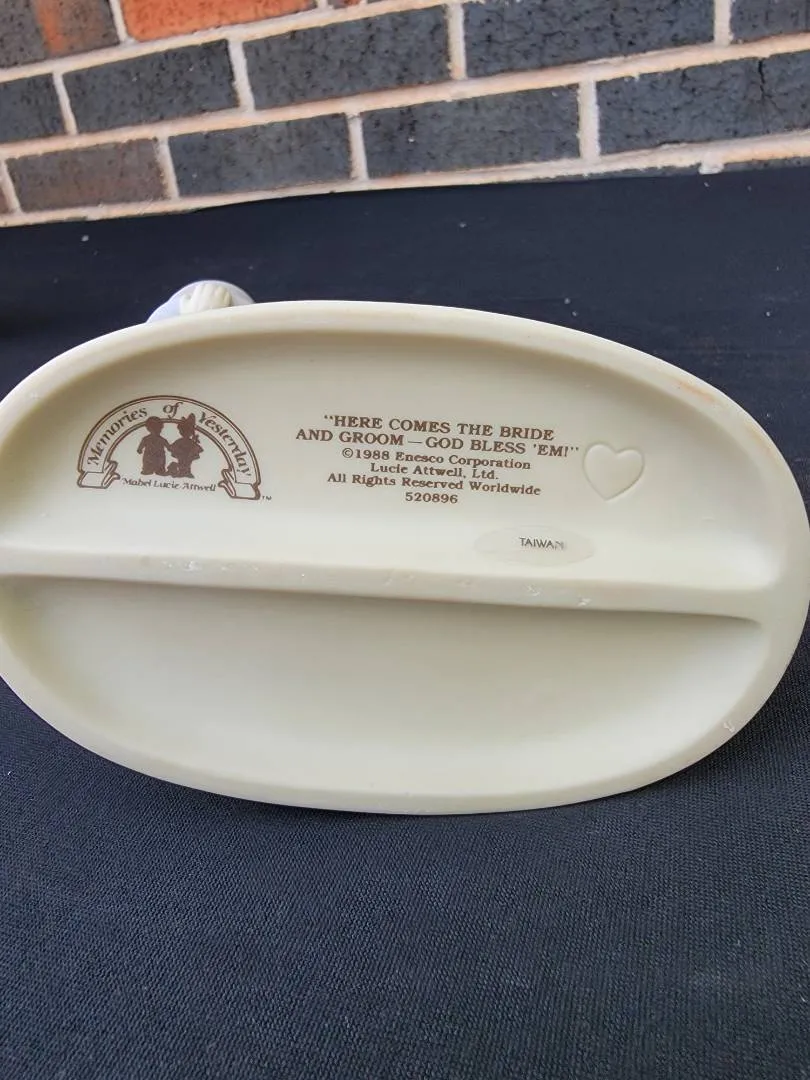 Memories of Yesterday
Mabel Lucie Attwell
™
"HERE COMES THE BRIDE
AND GROOM — GOD BLESS 'EM!"
©1988 Enesco Corporation
Lucie Attwell, Ltd.
All Rights Reserved Worldwide
520896
TAIWAN